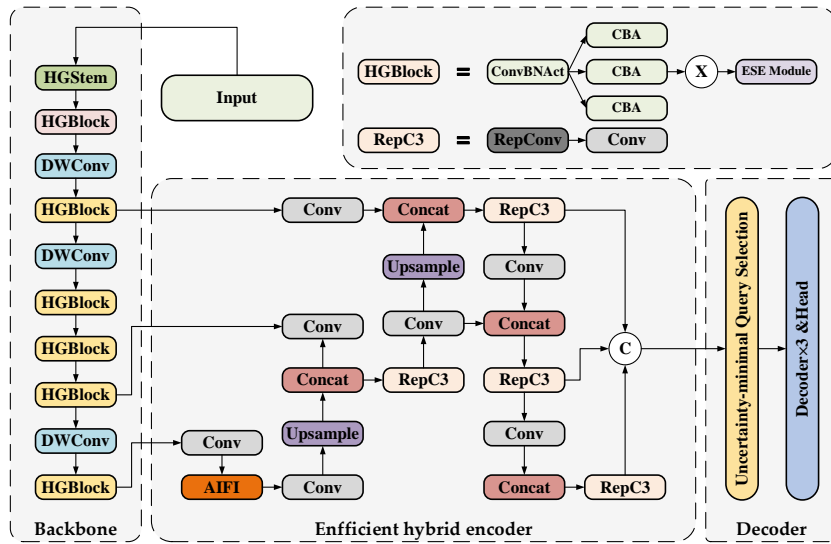 HGStem
HGBlock
DWConv
HGBlock
DWConv
HGBlock
HGBlock
HGBlock
DWConv
HGBlock
Backbone
Input
HGBlock = ConvBNAct CBA CBA CBA X ESE Module
RepC3 = RepConv Conv
Conv Concat RepC3
Upsample Conv
Conv Conv Concat
Concat RepC3 RepC3
Upsample Conv
Conv
AIFI Conv Concat RepC3
C
Enfficient hybrid encoder
Uncertainty-minimal Query Selection
Decoder×3 &Head
Decoder